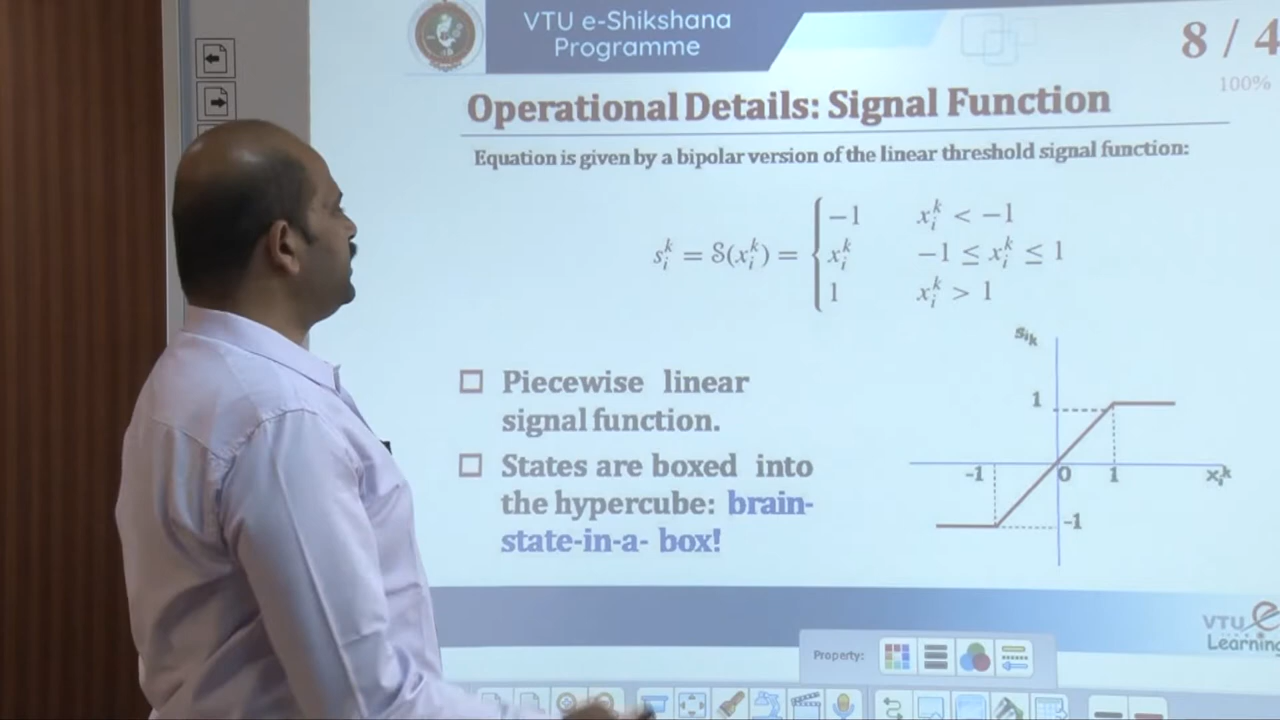 VTU e-Shikshana
Programme
8 / 4
100%
Operational Details: Signal Function
Equation is given by a bipolar version of the linear threshold signal function:
s_i^k = S(x_i^k) = { −1 x_i^k < −1
x_i^k −1 ≤ x_i^k ≤ 1
1 x_i^k > 1
☐ Piecewise linear
signal function.
☐ States are boxed into
the hypercube: brain-
state-in-a- box!
s_ik
1
-1 0 1 x_i^k
-1
VTU e
Learning
Property: